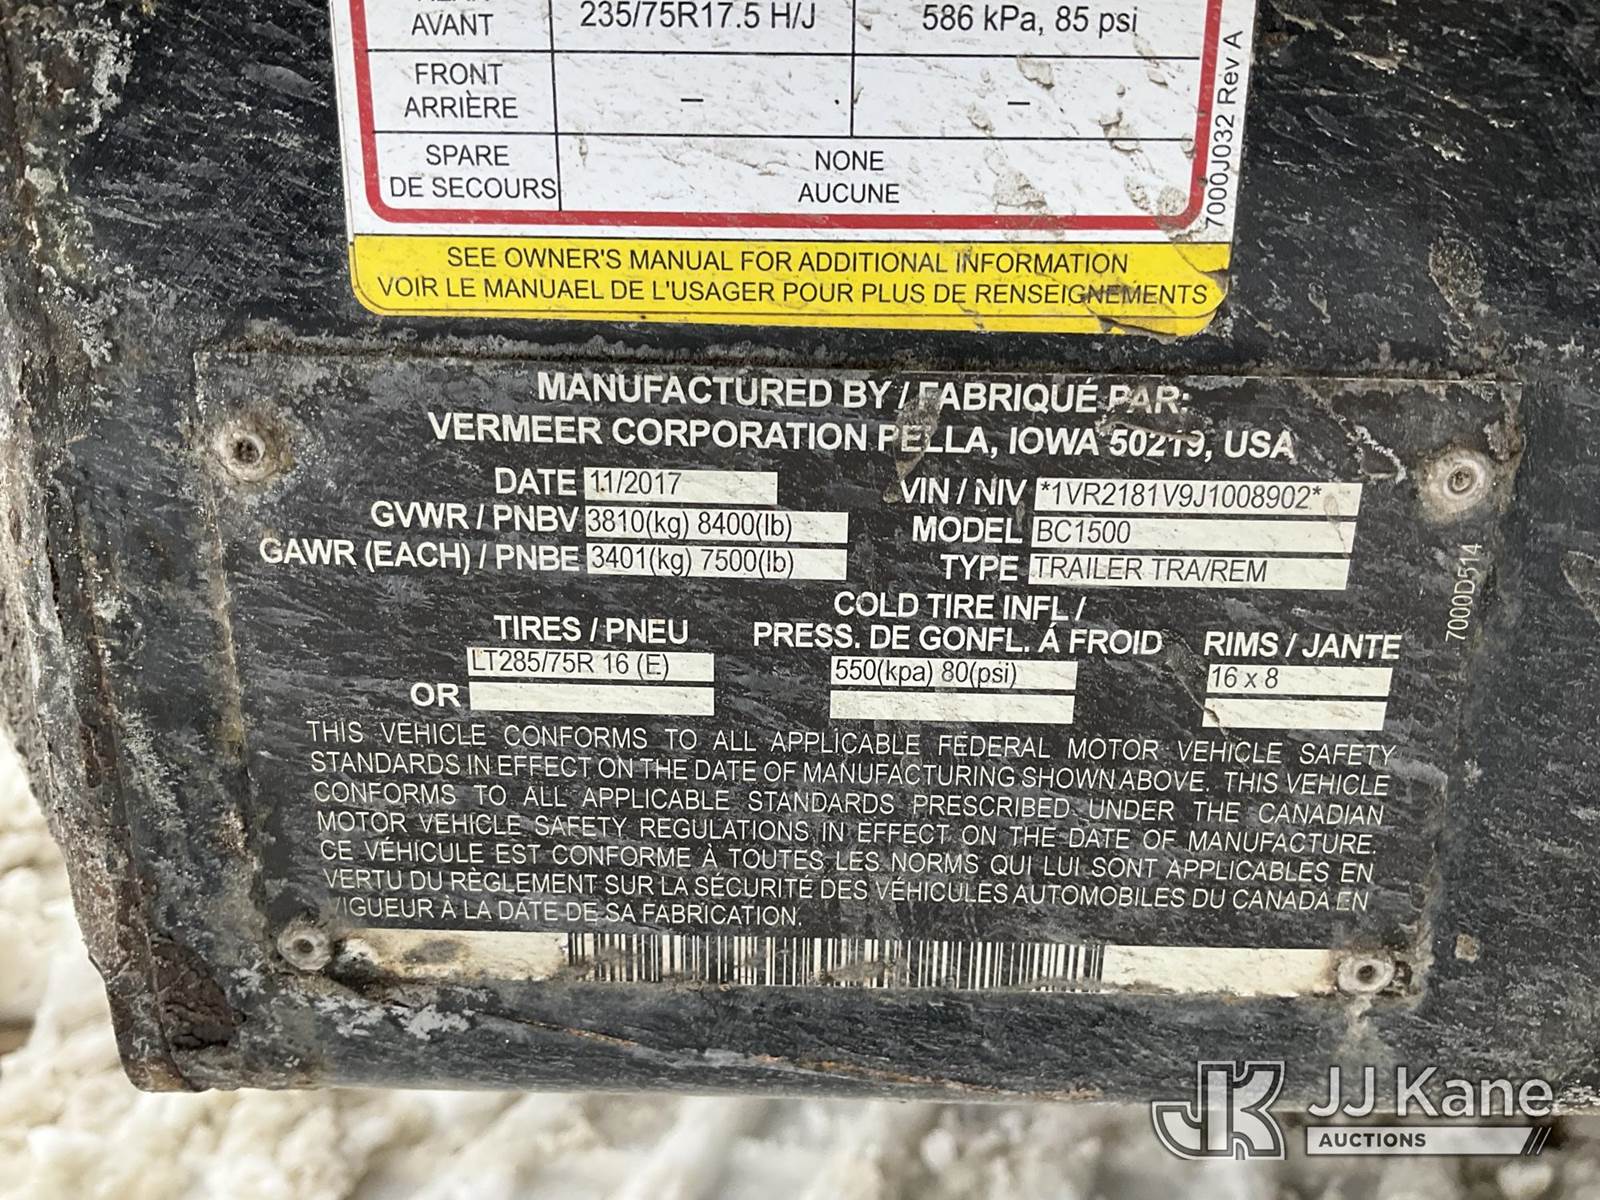 AVANT 235/75R17.5 H/J 586 kPa, 85 psi
FRONT
ARRIÈRE – –
SPARE NONE
DE SECOURS AUCUNE
7000J032 Rev A
SEE OWNER'S MANUAL FOR ADDITIONAL INFORMATION
VOIR LE MANUAEL DE L'USAGER POUR PLUS DE RENSEIGNEMENTS
MANUFACTURED BY / FABRIQUÉ PAR:
VERMEER CORPORATION PELLA, IOWA 50219, USA
DATE 11/2017 VIN / NIV *1VR2181V9J1008902*
GVWR / PNBV 3810(kg) 8400(lb) MODEL BC1500
GAWR (EACH) / PNBE 3401(kg) 7500(lb) TYPE TRAILER TRA/REM
COLD TIRE INFL /
TIRES / PNEU PRESS. DE GONFL. Á FROID RIMS / JANTE
LT285/75R 16 (E) 550(kpa) 80(psi) 16 x 8
OR
7000D514
THIS VEHICLE CONFORMS TO ALL APPLICABLE FEDERAL MOTOR VEHICLE SAFETY
STANDARDS IN EFFECT ON THE DATE OF MANUFACTURING SHOWN ABOVE. THIS VEHICLE
CONFORMS TO ALL APPLICABLE STANDARDS PRESCRIBED UNDER THE CANADIAN
MOTOR VEHICLE SAFETY REGULATIONS IN EFFECT ON THE DATE OF MANUFACTURE.
CE VÉHICULE EST CONFORME À TOUTES LES NORMS QUI LUI SONT APPLICABLES EN
VERTU DU RÈGLEMENT SUR LA SÉCURITÉ DES VÉHICULES AUTOMOBILES DU CANADA EN
VIGUEUR À LA DATE DE SA FABRICATION.
JK JJ Kane
AUCTIONS